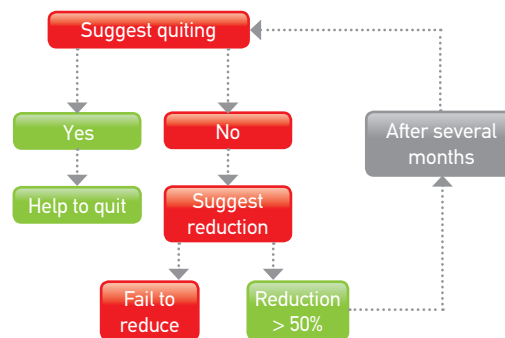 Suggest quiting
Yes
No
After several
months
Help to quit
Suggest
reduction
Fail to
reduce
Reduction
> 50%